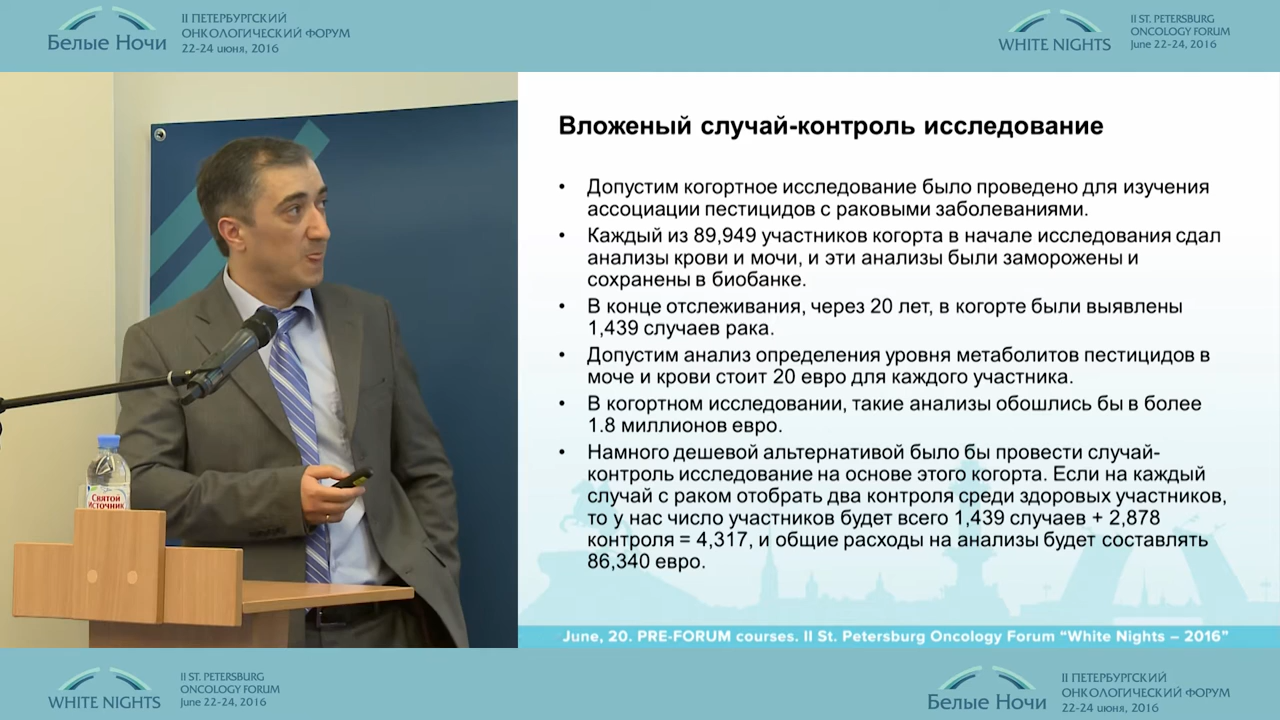 Белые Ночи
II ПЕТЕРБУРГСКИЙ
ОНКОЛОГИЧЕСКИЙ ФОРУМ
22-24 июня, 2016
WHITE NIGHTS
II ST. PETERSBURG
ONCOLOGY FORUM
June 22-24, 2016
Вложеный случай-контроль исследование
• Допустим когортное исследование было проведено для изучения
ассоциации пестицидов с раковыми заболеваниями.
• Каждый из 89,949 участников когорта в начале исследования сдал
анализы крови и мочи, и эти анализы были заморожены и
сохранены в биобанке.
• В конце отслеживания, через 20 лет, в когорте были выявлены
1,439 случаев рака.
• Допустим анализ определения уровня метаболитов пестицидов в
моче и крови стоит 20 евро для каждого участника.
• В когортном исследовании, такие анализы обошлись бы в более
1.8 миллионов евро.
• Намного дешевой альтернативой было бы провести случай-
контроль исследование на основе этого когорта. Если на каждый
случай с раком отобрать два контроля среди здоровых участников,
то у нас число участников будет всего 1,439 случаев + 2,878
контроля = 4,317, и общие расходы на анализы будет составлять
86,340 евро.
СВЯТОЙ
ИСТОЧНИК
June, 20. PRE-FORUM courses. II St. Petersburg Oncology Forum “White Nights – 2016”
WHITE NIGHTS
II ST. PETERSBURG
ONCOLOGY FORUM
June 22-24, 2016
Белые Ночи
II ПЕТЕРБУРГСКИЙ
ОНКОЛОГИЧЕСКИЙ ФОРУМ
22-24 июня, 2016